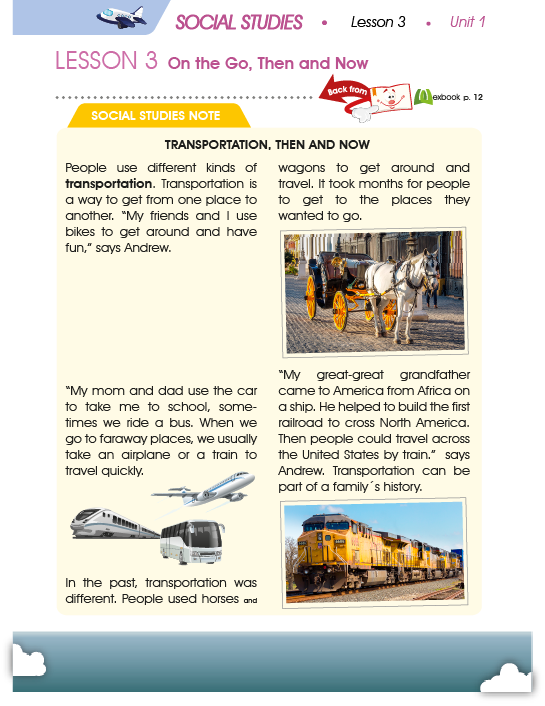 SOCIAL STUDIES • Lesson 3 • Unit 1
LESSON 3 On the Go, Then and Now
Back from
exbook p. 12
SOCIAL STUDIES NOTE
TRANSPORTATION, THEN AND NOW
People use different kinds of
transportation. Transportation is
a way to get from one place to
another. “My friends and I use
bikes to get around and have
fun,” says Andrew.
“My mom and dad use the car
to take me to school, some-
times we ride a bus. When we
go to faraway places, we usually
take an airplane or a train to
travel quickly.
In the past, transportation was
different. People used horses and
wagons to get around and
travel. It took months for people
to get to the places they
wanted to go.
“My great-great grandfather
came to America from Africa on
a ship. He helped to build the first
railroad to cross North America.
Then people could travel across
the United States by train.” says
Andrew. Transportation can be
part of a family´s history.